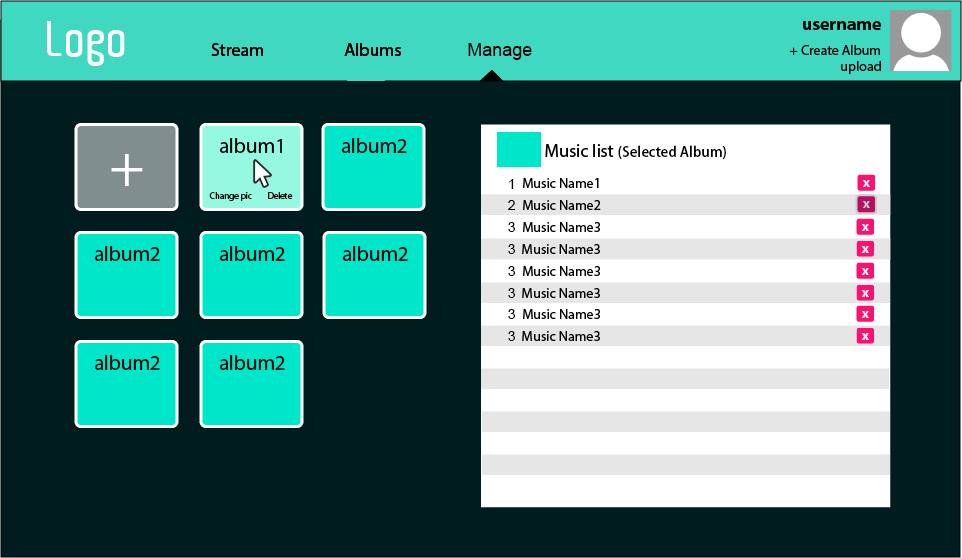 Logo
Stream Albums Manage
username
+ Create Album
upload
+ album1 album2
Change pic Delete
album2 album2 album2
album2 album2
Music list (Selected Album)
1 Music Name1 x
2 Music Name2 x
3 Music Name3 x
3 Music Name3 x
3 Music Name3 x
3 Music Name3 x
3 Music Name3 x
3 Music Name3 x